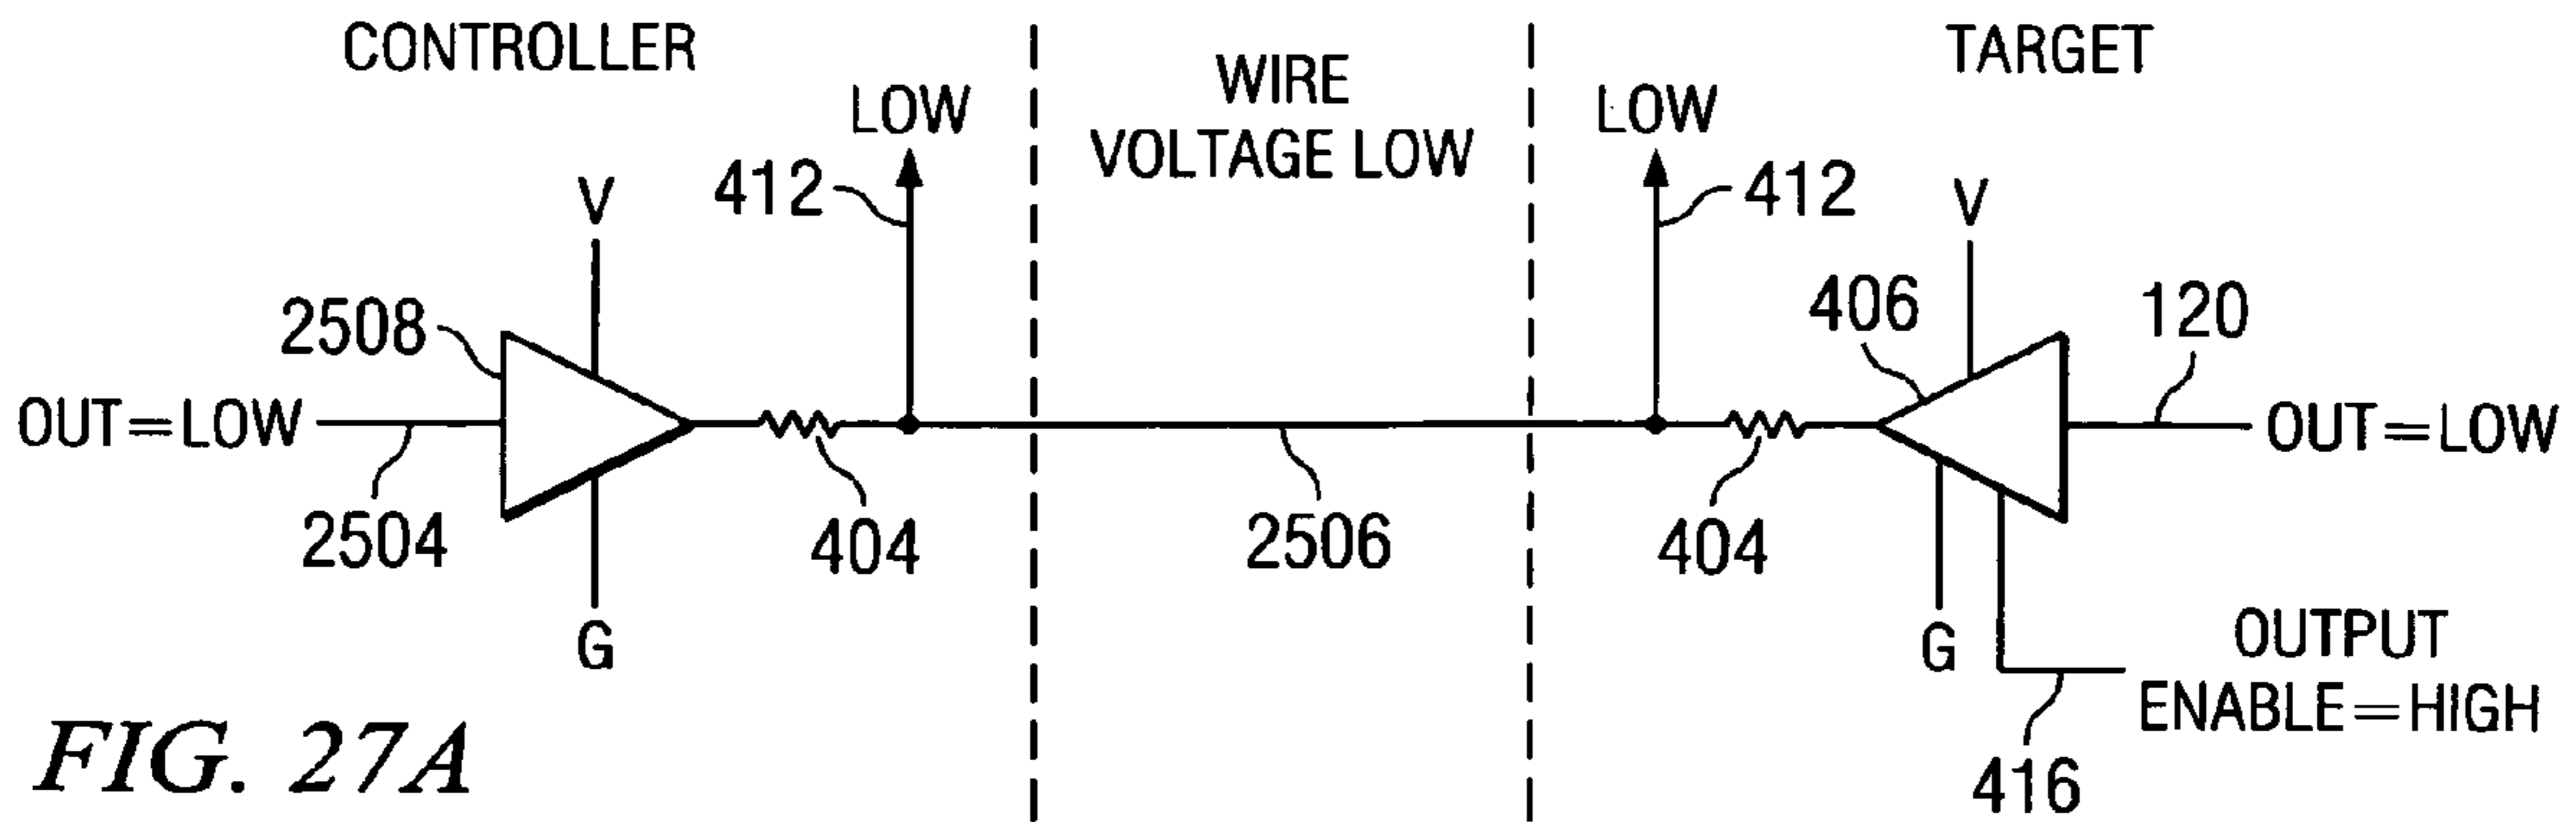 CONTROLLER
WIRE
VOLTAGE LOW
TARGET
LOW
LOW
412
412
V
V
2508
406
120
OUT=LOW
OUT=LOW
2504
404
2506
404
G
G
OUTPUT
ENABLE=HIGH
416
FIG. 27A